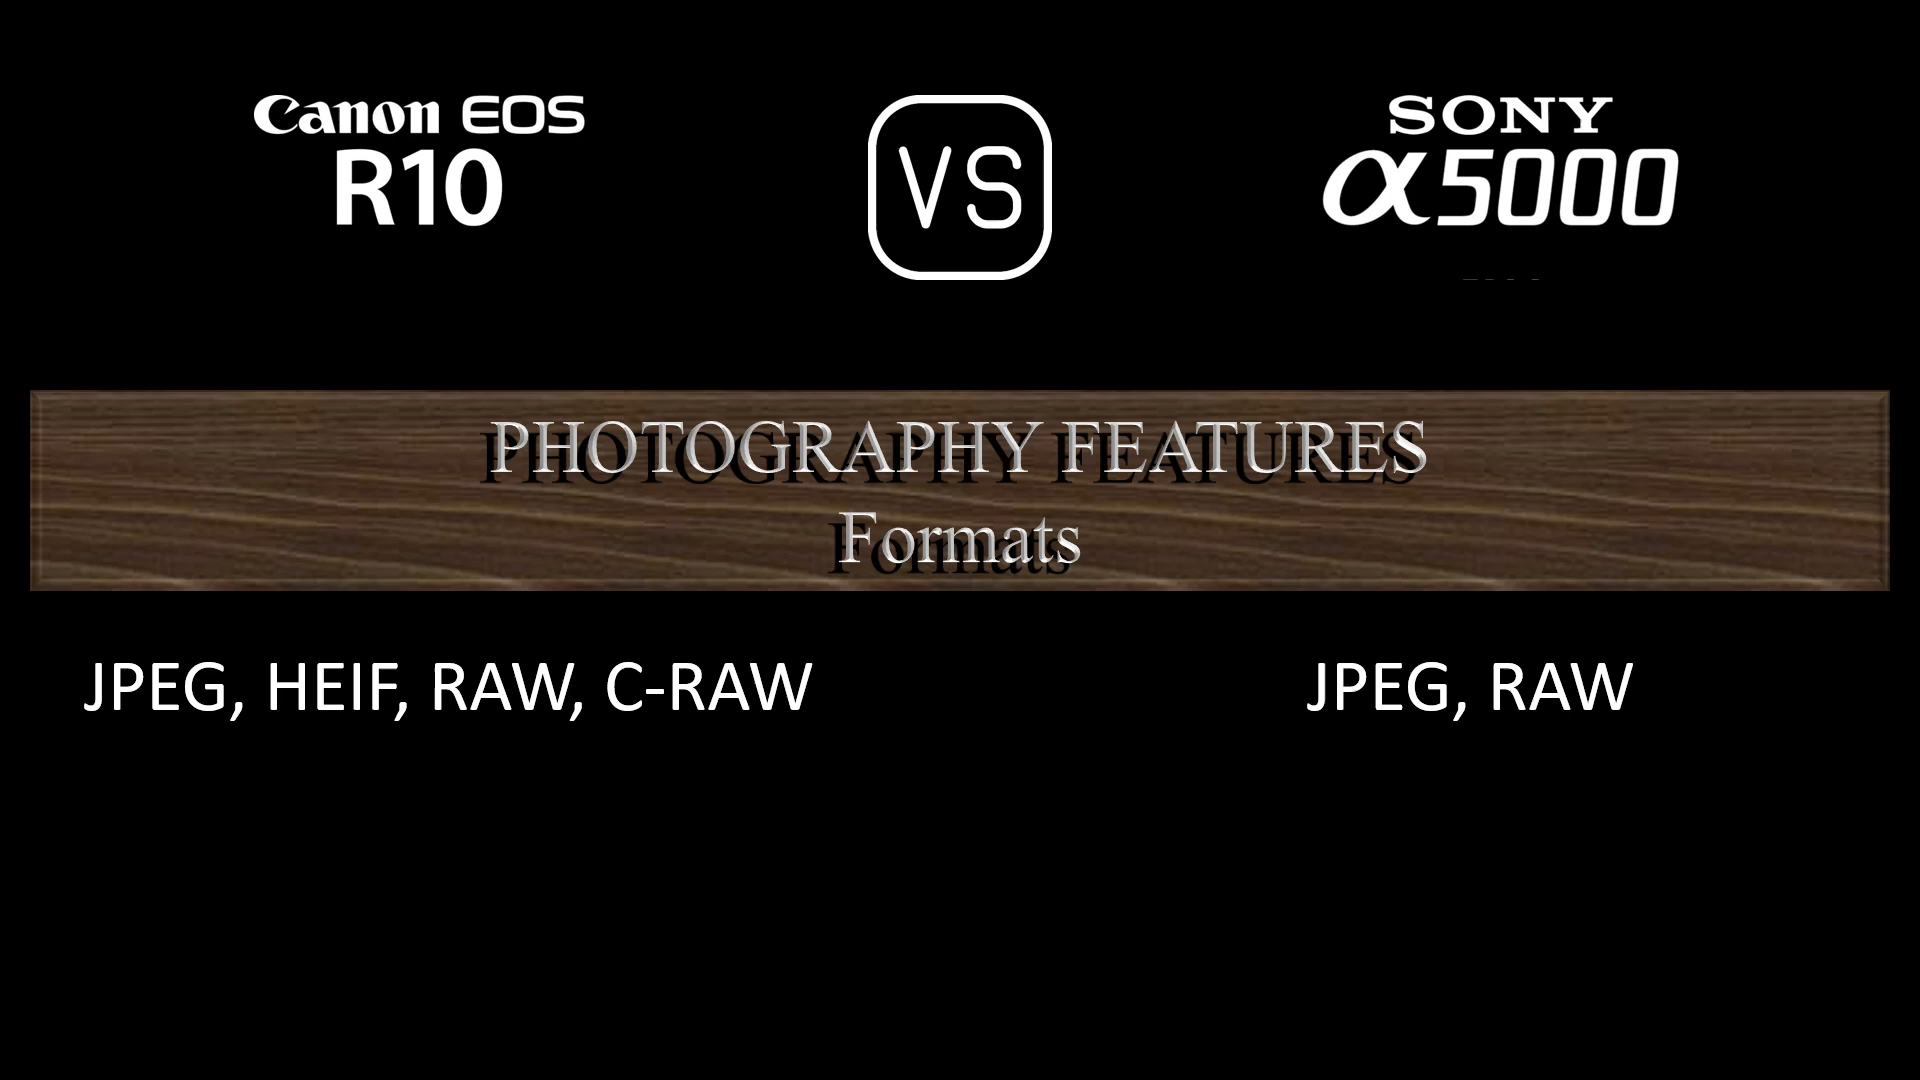 Canon EOS
R10
VS
SONY
α5000
PHOTOGRAPHY FEATURES
Formats
JPEG, HEIF, RAW, C-RAW
JPEG, RAW